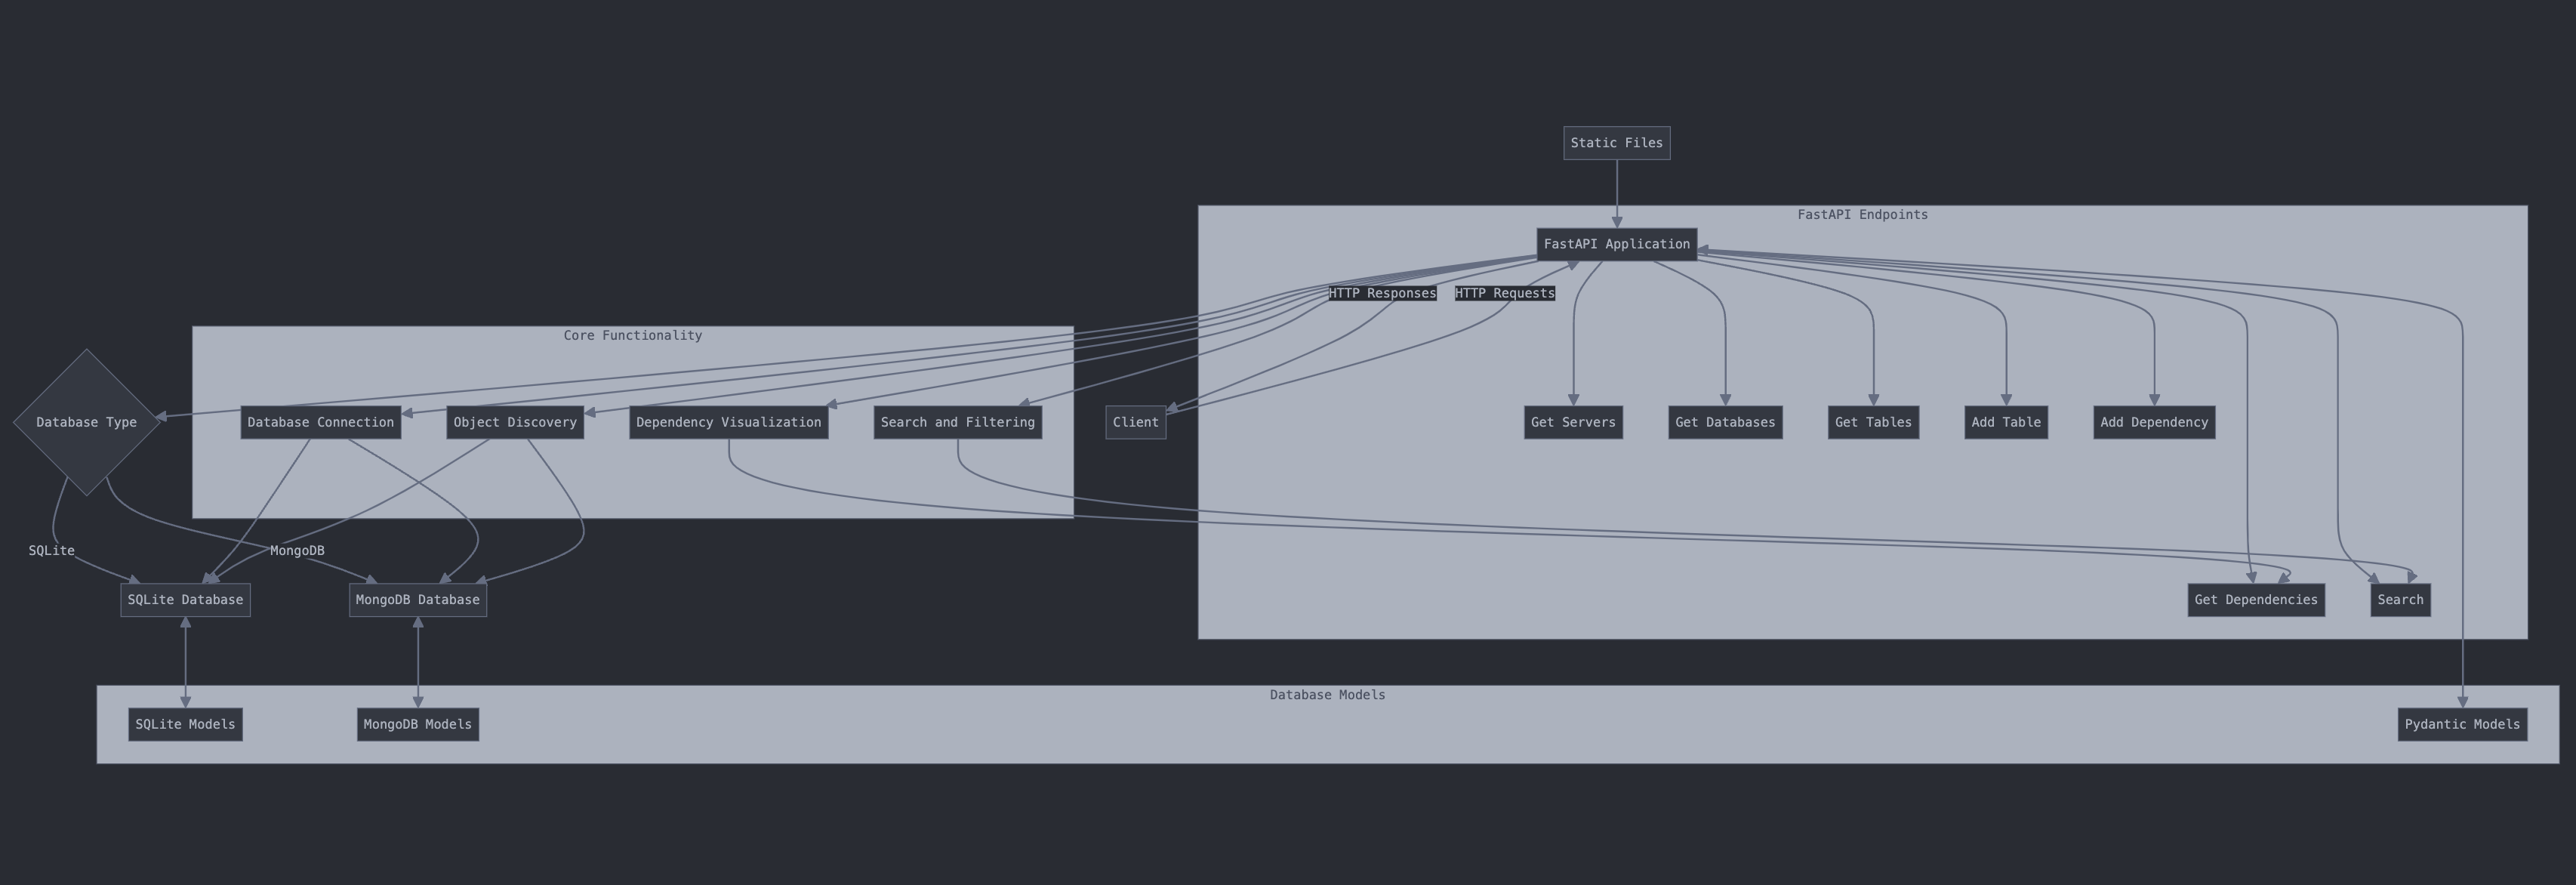 Static Files
FastAPI Endpoints
FastAPI Application
HTTP Responses
HTTP Requests
Core Functionality
Database Type
Database Connection
Object Discovery
Dependency Visualization
Search and Filtering
Client
Get Servers
Get Databases
Get Tables
Add Table
Add Dependency
SQLite
MongoDB
SQLite Database
MongoDB Database
Get Dependencies
Search
Database Models
SQLite Models
MongoDB Models
Pydantic Models